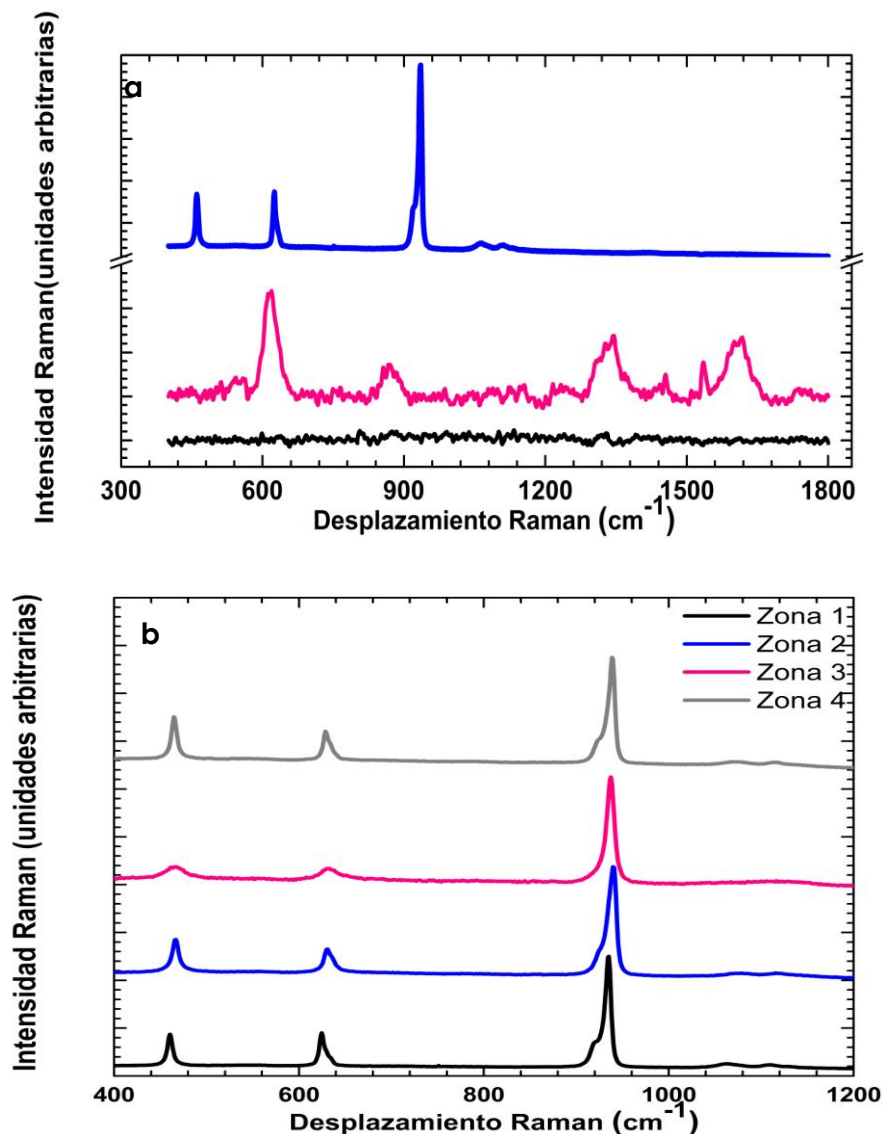 a
Intensidad Raman(unidades arbitrarias)
300 600 900 1200 1500 1800
Desplazamiento Raman (cm-1)
b
Intensidad Raman (unidades arbitrarias)
Zona 1
Zona 2
Zona 3
Zona 4
400 600 800 1000 1200
Desplazamiento Raman (cm-1)